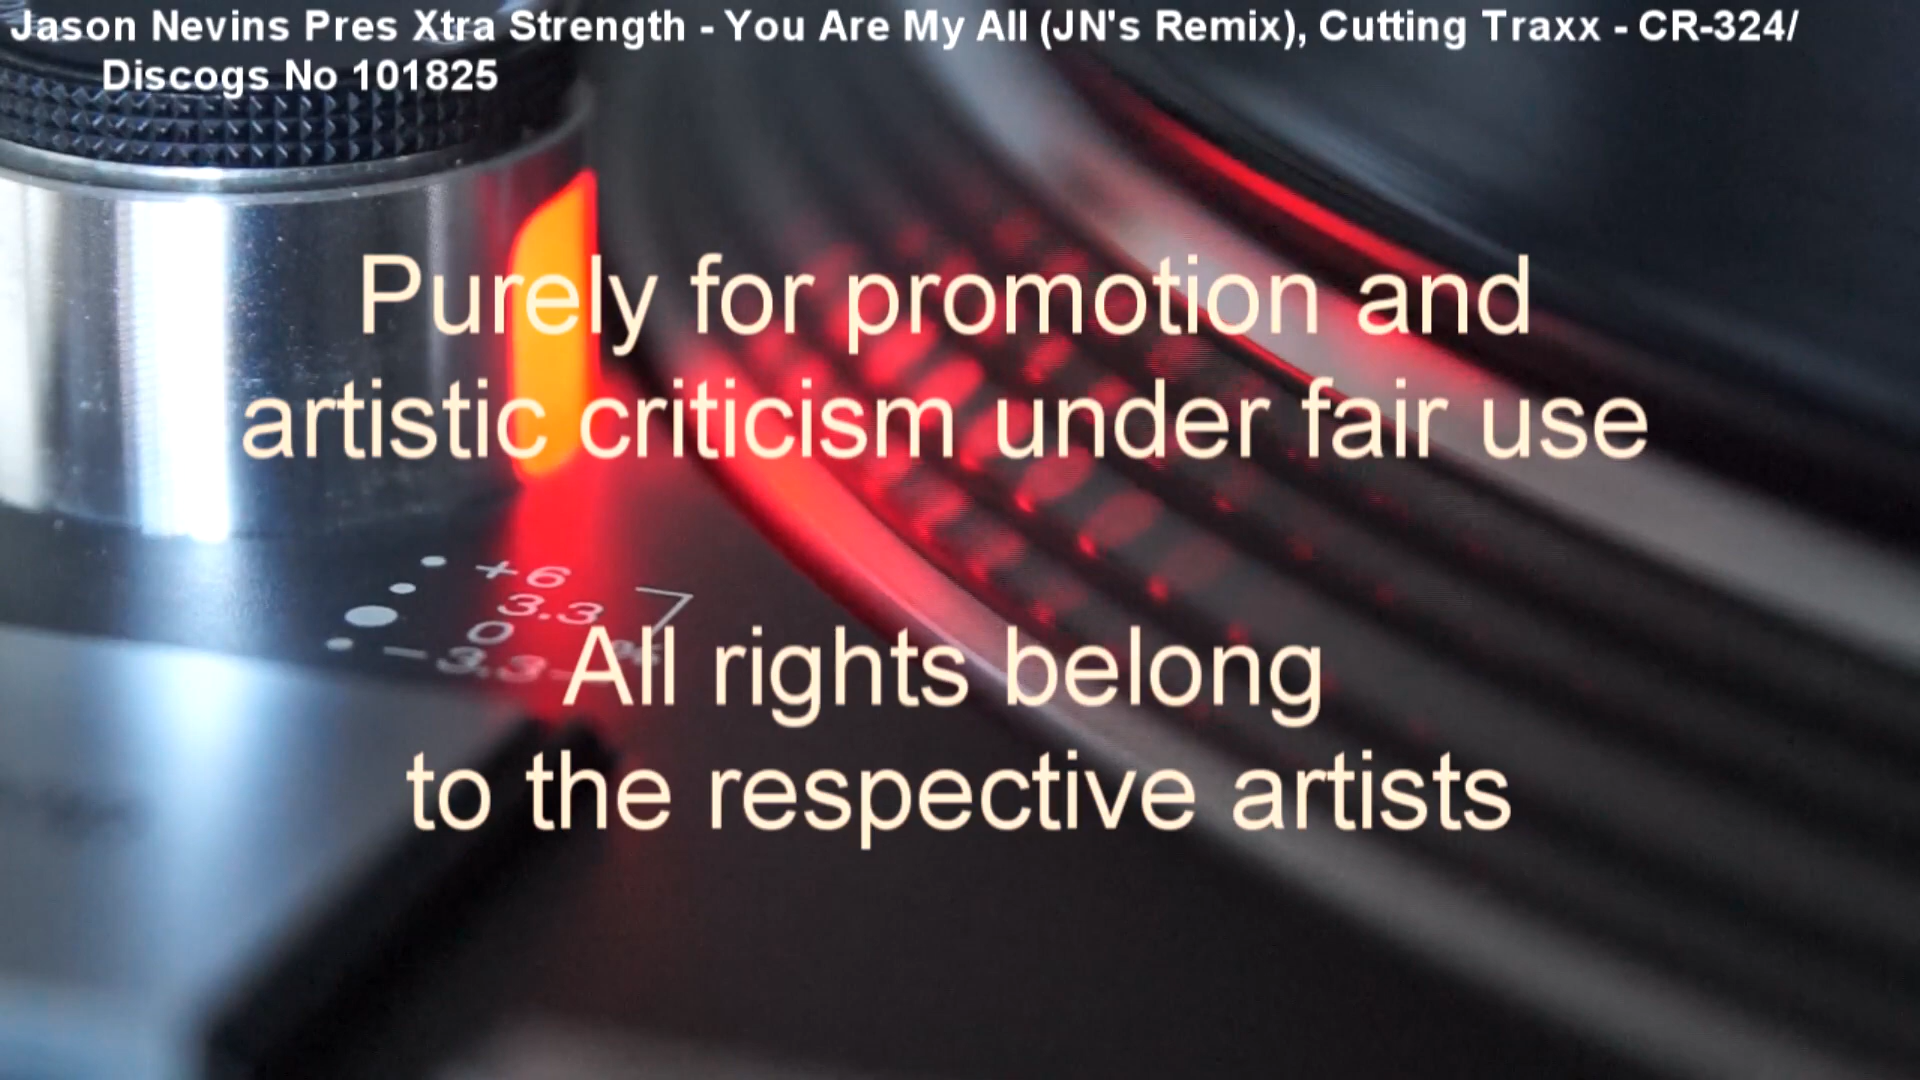 Jason Nevins Pres Xtra Strength - You Are My All (JN's Remix), Cutting Traxx - CR-324/
Discogs No 101825
Purely for promotion and
artistic criticism under fair use
+6
3.3
0
-3.3
All rights belong
to the respective artists